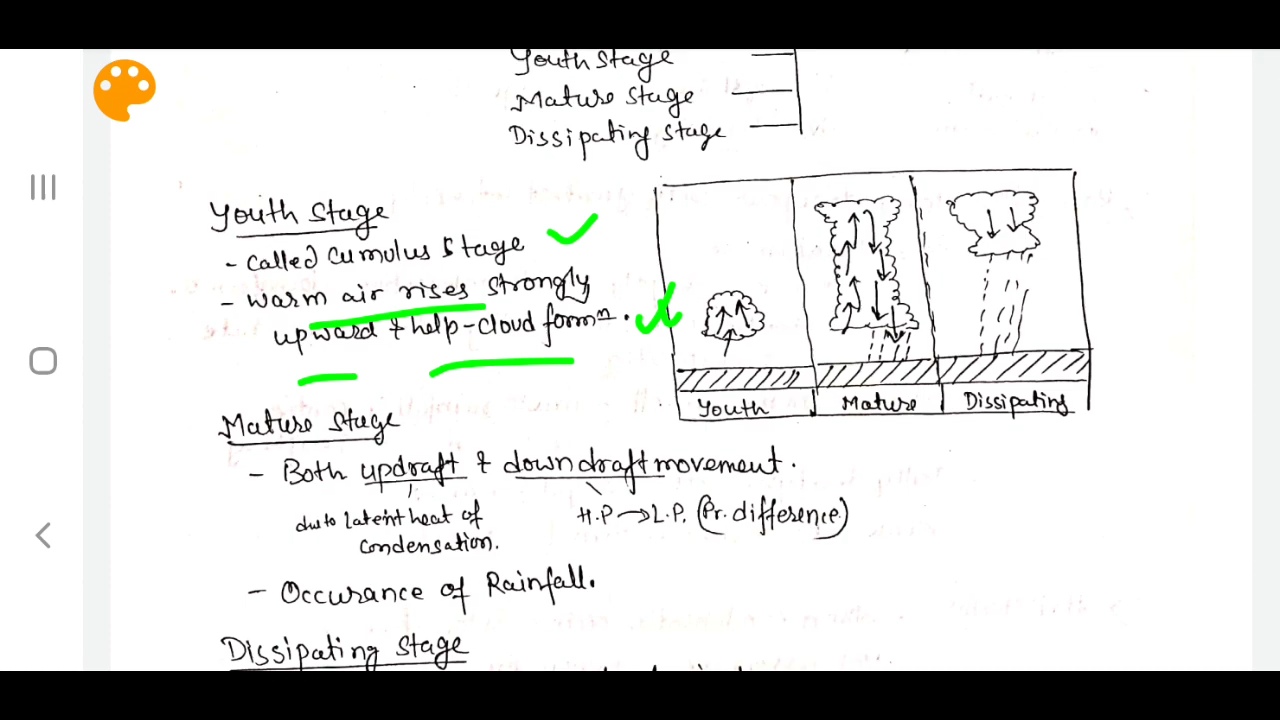 Youth Stage
Mature Stage
Dissipating Stage
Youth Stage
- Called Cumulus Stage
- Warm air rises strongly
upward & help-cloud formⁿ.
Mature Stage
- Both updraft & downdraft movement.
due to latent heat of
condensation.
H.P → L.P. (Pr. difference)
- Occurance of Rainfall.
Dissipating Stage
Youth
Mature
Dissipating